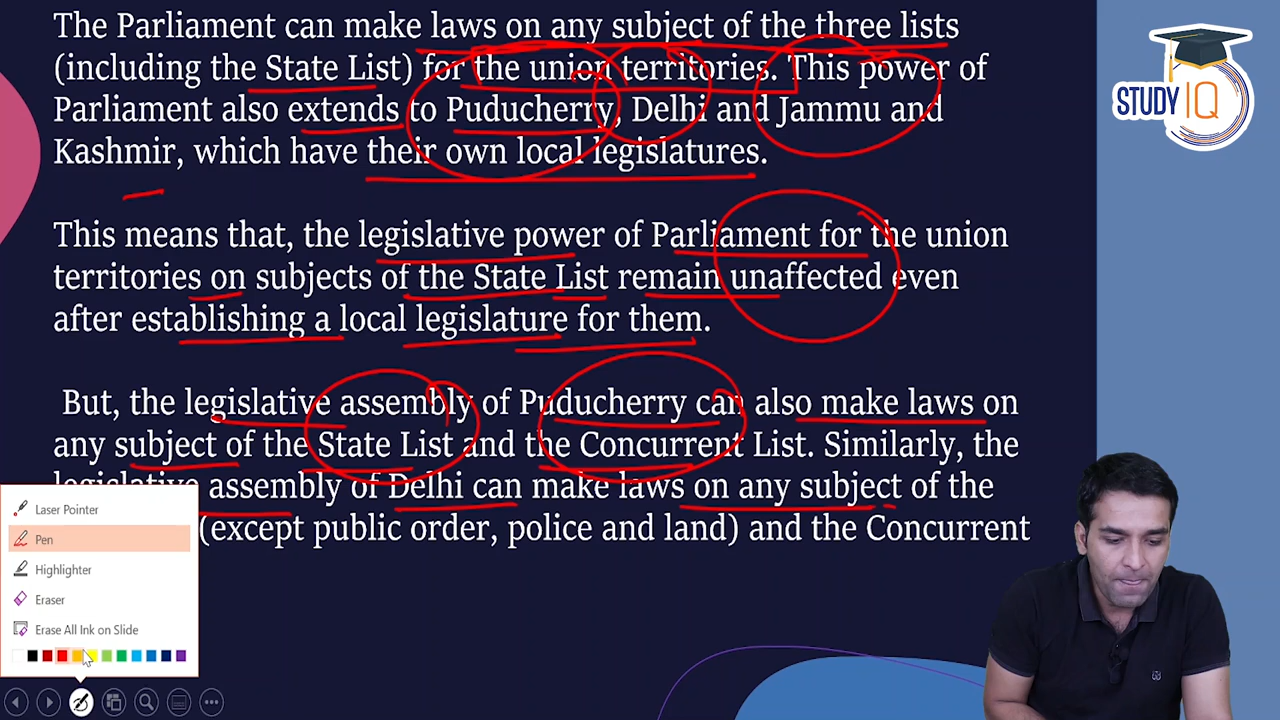 The Parliament can make laws on any subject of the three lists
(including the State List) for the union territories. This power of
Parliament also extends to Puducherry, Delhi and Jammu and
Kashmir, which have their own local legislatures.
This means that, the legislative power of Parliament for the union
territories on subjects of the State List remain unaffected even
after establishing a local legislature for them.
But, the legislative assembly of Puducherry can also make laws on
any subject of the State List and the Concurrent List. Similarly, the
legislative assembly of Delhi can make laws on any subject of the
(except public order, police and land) and the Concurrent
STUDY IQ
Laser Pointer
Pen
Highlighter
Eraser
Erase All Ink on Slide